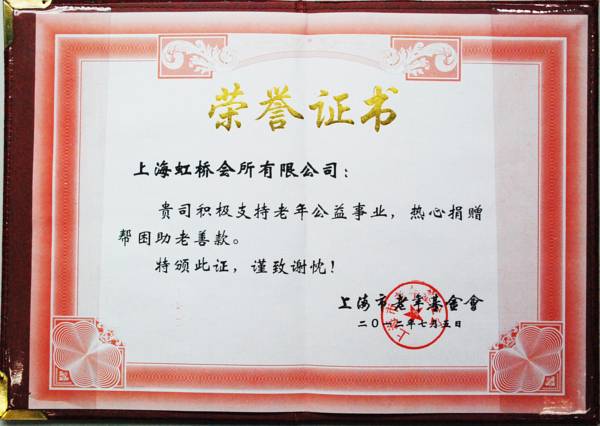 荣誉证书
上海虹桥会所有限公司：
贵司积极支持老年公益事业，热心捐赠
帮困助老善款。
特颁此证，谨致谢忱！
上海市老年基金會
二〇一二年七月五日